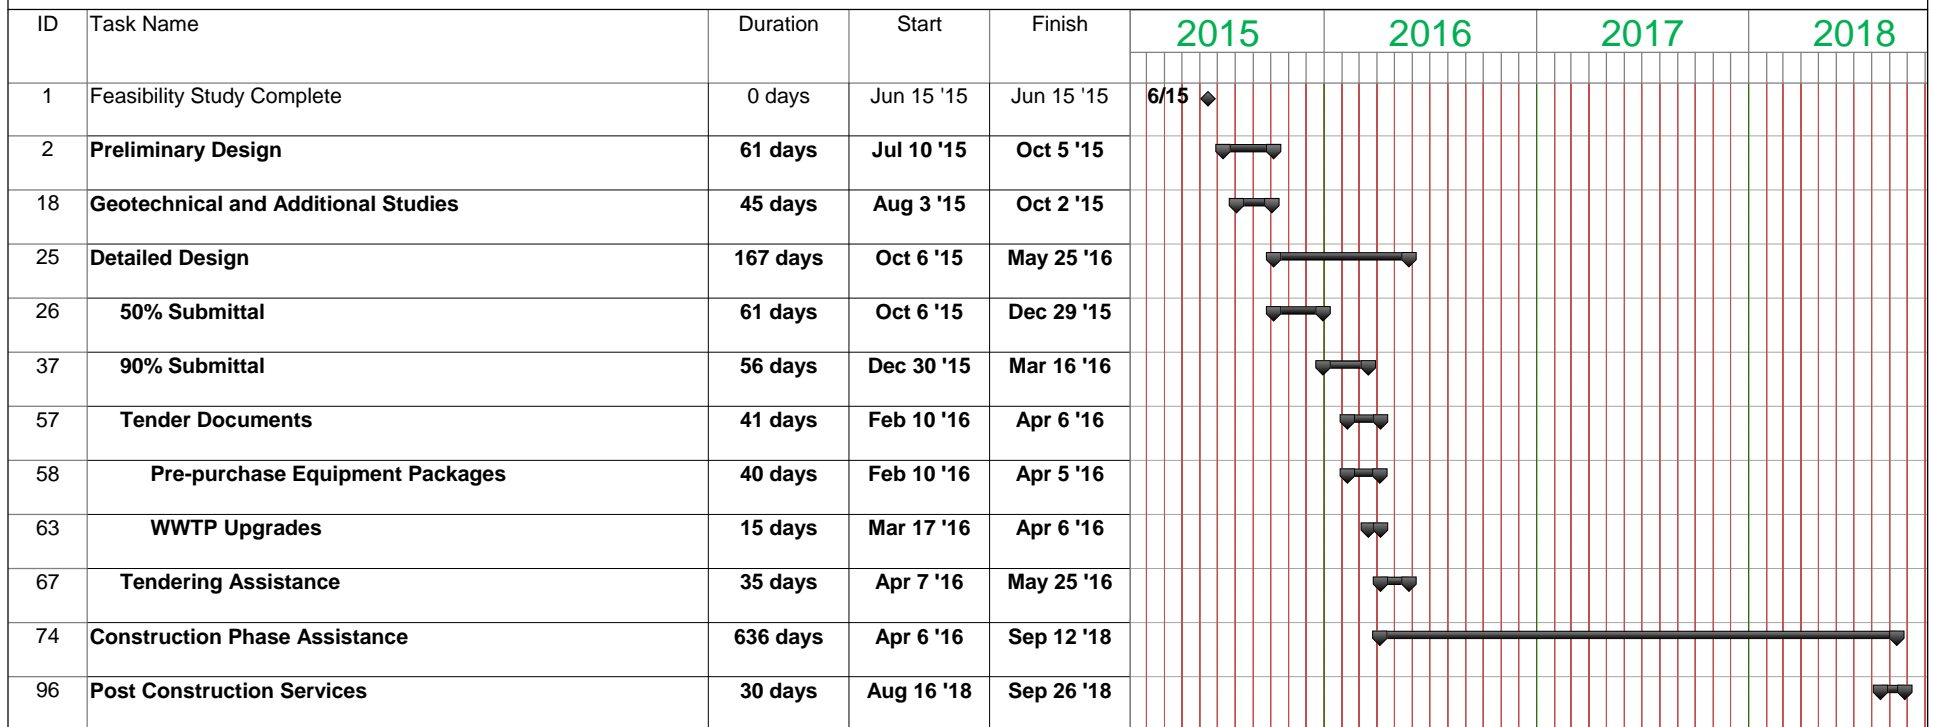 ID Task Name Duration Start Finish 2015 2016 2017 2018
1 Feasibility Study Complete 0 days Jun 15 '15 Jun 15 '15 6/15
2 Preliminary Design 61 days Jul 10 '15 Oct 5 '15
18 Geotechnical and Additional Studies 45 days Aug 3 '15 Oct 2 '15
25 Detailed Design 167 days Oct 6 '15 May 25 '16
26 50% Submittal 61 days Oct 6 '15 Dec 29 '15
37 90% Submittal 56 days Dec 30 '15 Mar 16 '16
57 Tender Documents 41 days Feb 10 '16 Apr 6 '16
58 Pre-purchase Equipment Packages 40 days Feb 10 '16 Apr 5 '16
63 WWTP Upgrades 15 days Mar 17 '16 Apr 6 '16
67 Tendering Assistance 35 days Apr 7 '16 May 25 '16
74 Construction Phase Assistance 636 days Apr 6 '16 Sep 12 '18
96 Post Construction Services 30 days Aug 16 '18 Sep 26 '18